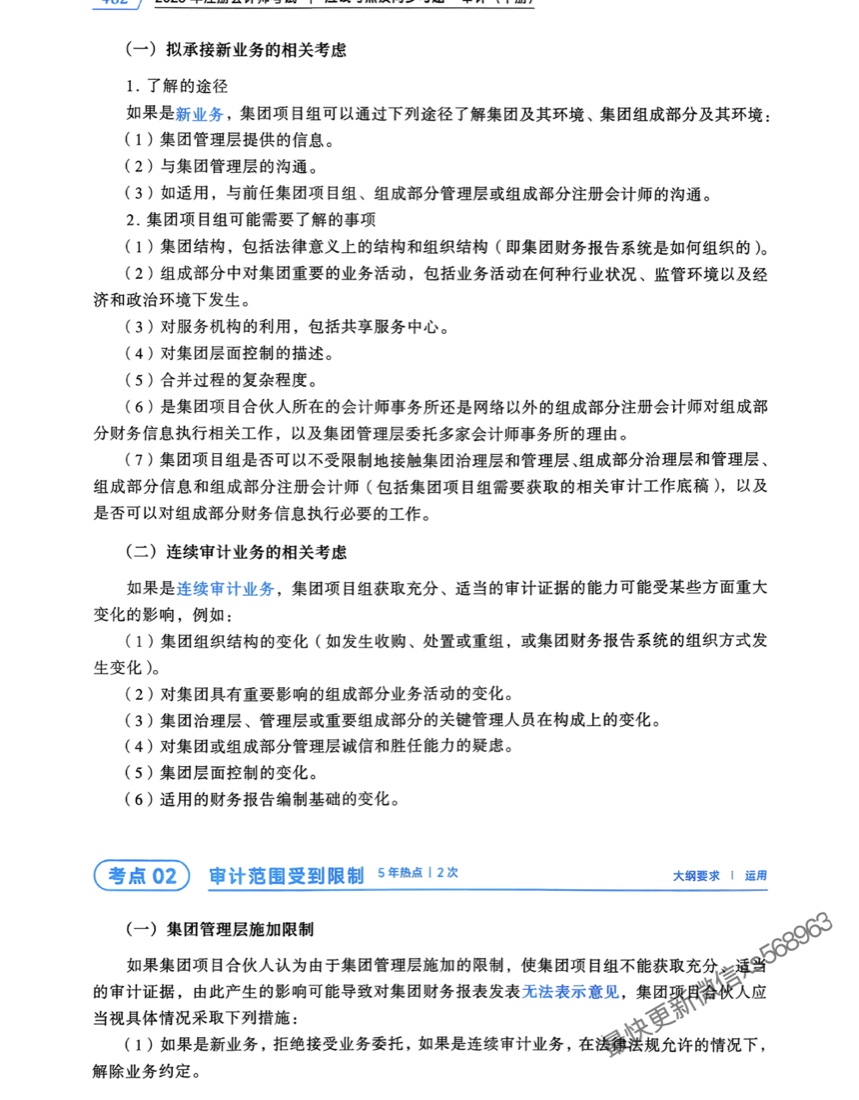 （一）拟承接新业务的相关考虑
1. 了解的途径
如果是新业务，集团项目组可以通过下列途径了解集团及其环境、集团组成部分及其环境：
（1）集团管理层提供的信息。
（2）与集团管理层的沟通。
（3）如适用，与前任集团项目组、组成部分管理层或组成部分注册会计师的沟通。
2. 集团项目组可能需要了解的事项
（1）集团结构，包括法律意义上的结构和组织结构（即集团财务报告系统是如何组织的）。
（2）组成部分中对集团重要的业务活动，包括业务活动在何种行业状况、监管环境以及经
济和政治环境下发生。
（3）对服务机构的利用，包括共享服务中心。
（4）对集团层面控制的描述。
（5）合并过程的复杂程度。
（6）是集团项目合伙人所在的会计师事务所还是网络以外的组成部分注册会计师对组成部
分财务信息执行相关工作，以及集团管理层委托多家会计师事务所的理由。
（7）集团项目组是否可以不受限制地接触集团治理层和管理层、组成部分治理层和管理层、
组成部分信息和组成部分注册会计师（包括集团项目组需要获取的相关审计工作底稿），以及
是否可以对组成部分财务信息执行必要的工作。
（二）连续审计业务的相关考虑
如果是连续审计业务，集团项目组获取充分、适当的审计证据的能力可能受某些方面重大
变化的影响，例如：
（1）集团组织结构的变化（如发生收购、处置或重组，或集团财务报告系统的组织方式发
生变化）。
（2）对集团具有重要影响的组成部分业务活动的变化。
（3）集团治理层、管理层或重要组成部分的关键管理人员在构成上的变化。
（4）对集团或组成部分管理层诚信和胜任能力的疑虑。
（5）集团层面控制的变化。
（6）适用的财务报告编制基础的变化。
考点 02 审计范围受到限制 5年热点 | 2次 大纲要求 | 运用
（一）集团管理层施加限制
如果集团项目合伙人认为由于集团管理层施加的限制，使集团项目组不能获取充分、适当
的审计证据，由此产生的影响可能导致对集团财务报表发表无法表示意见，集团项目合伙人应
当视具体情况采取下列措施：
（1）如果是新业务，拒绝接受业务委托，如果是连续审计业务，在法律法规允许的情况下，
解除业务约定。